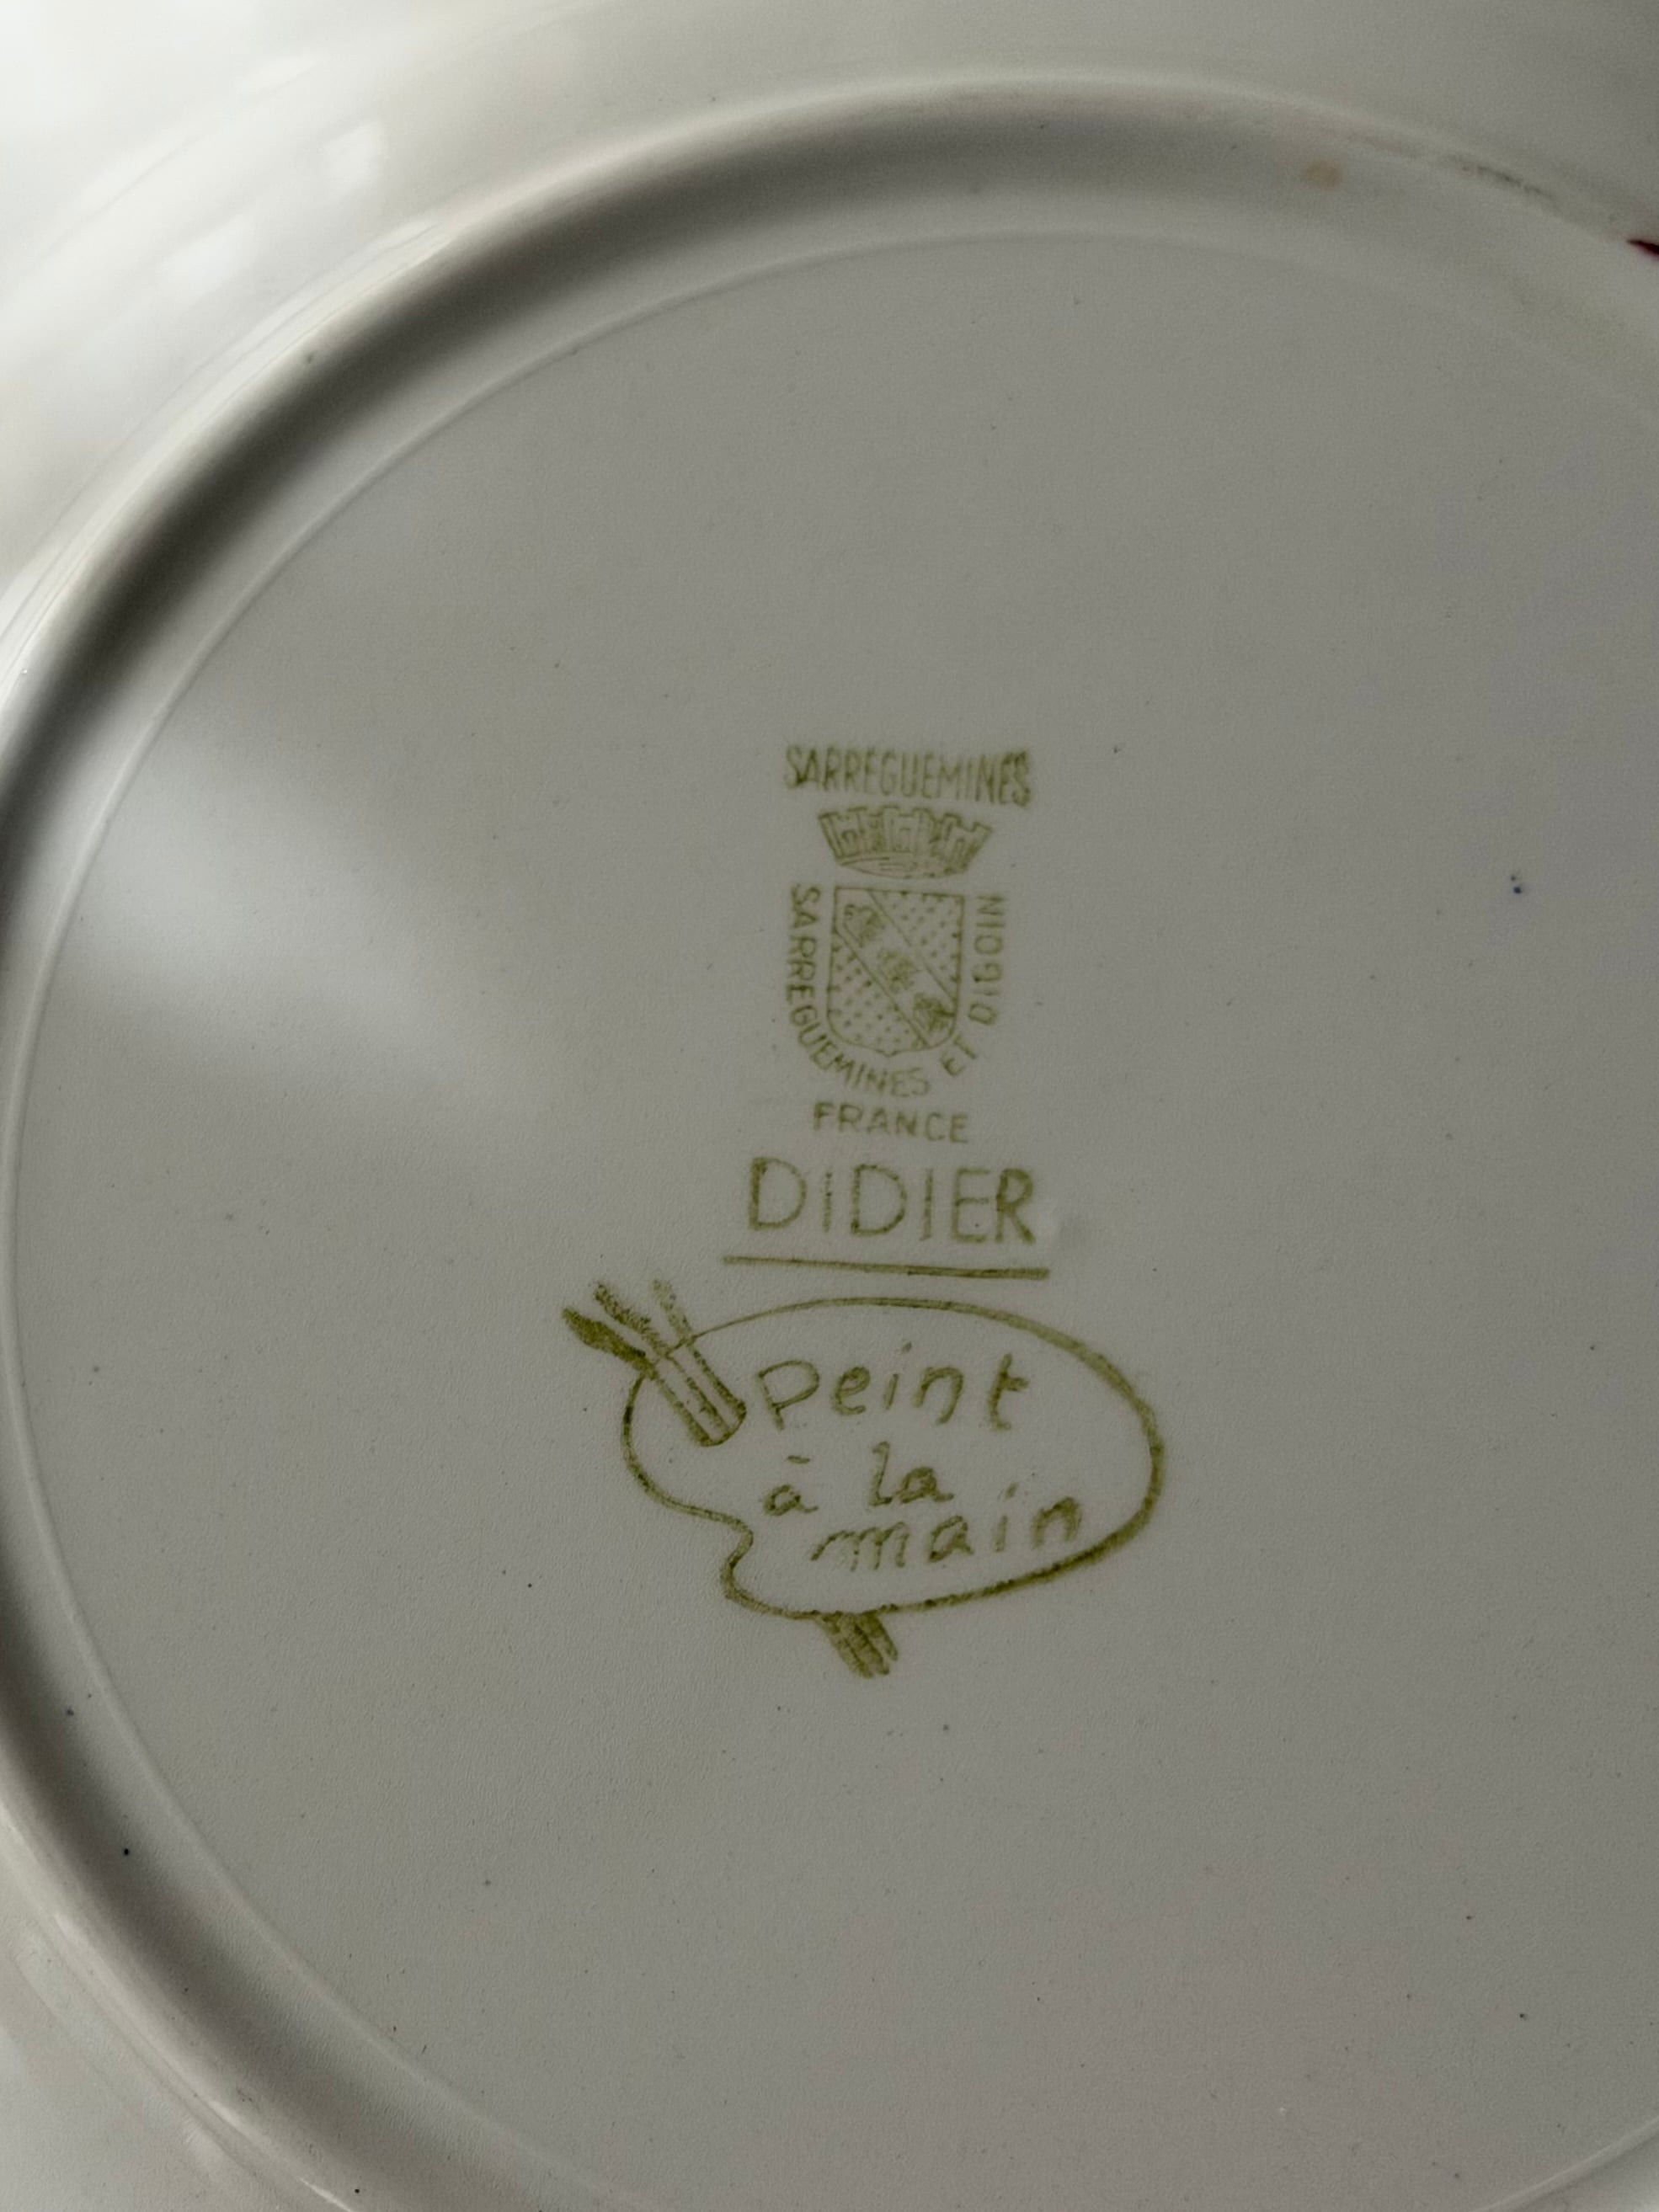 SARREGUEMINES
SARREGUEMINES ET DIGOIN
FRANCE
DIDIER
Peint
à la
main